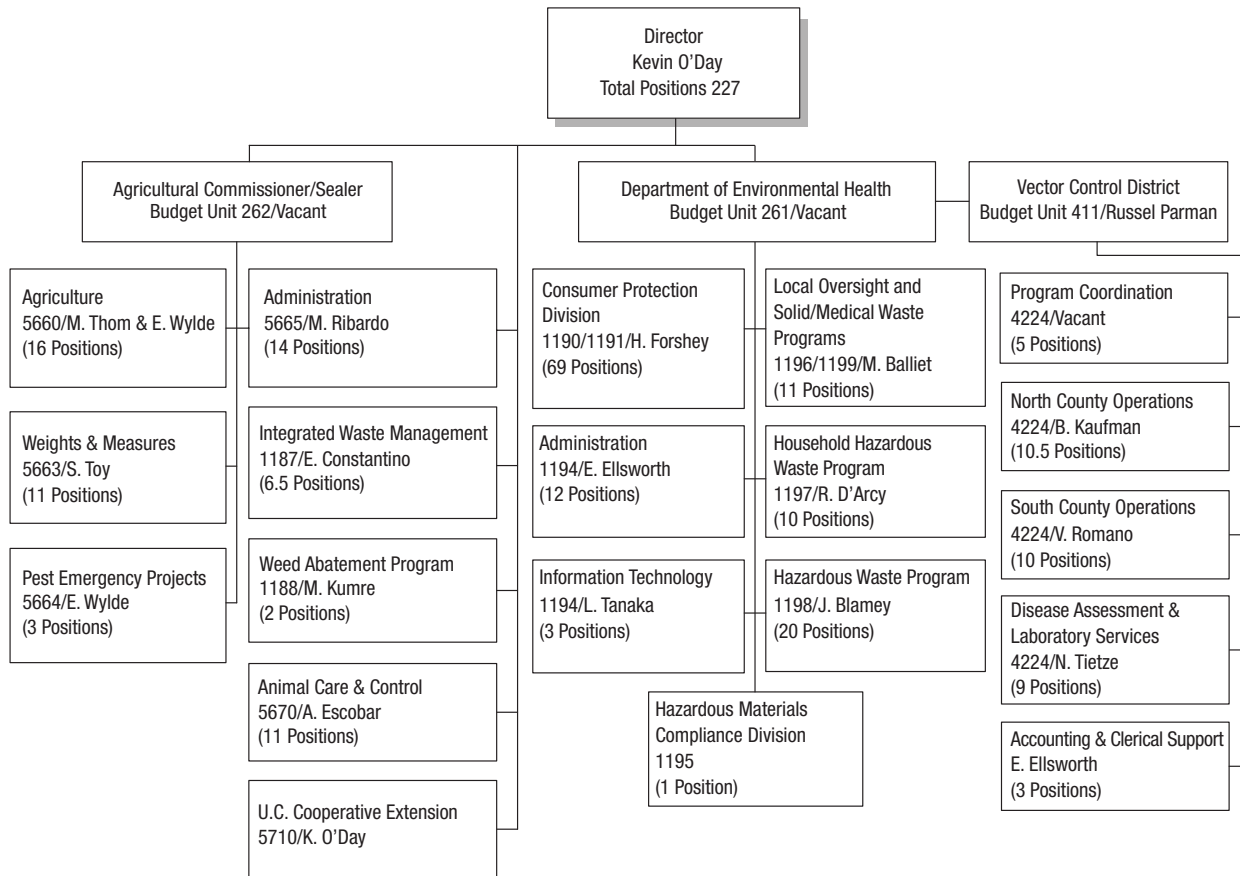 Director
Kevin O’Day
Total Positions 227
Agricultural Commissioner/Sealer
Budget Unit 262/Vacant
Department of Environmental Health
Budget Unit 261/Vacant
Vector Control District
Budget Unit 411/Russel Parman
Agriculture
5660/M. Thom & E. Wylde
(16 Positions)
Weights & Measures
5663/S. Toy
(11 Positions)
Pest Emergency Projects
5664/E. Wylde
(3 Positions)
Administration
5665/M. Ribardo
(14 Positions)
Integrated Waste Management
1187/E. Constantino
(6.5 Positions)
Weed Abatement Program
1188/M. Kumre
(2 Positions)
Animal Care & Control
5670/A. Escobar
(11 Positions)
U.C. Cooperative Extension
5710/K. O’Day
Consumer Protection
Division
1190/1191/H. Forshey
(69 Positions)
Administration
1194/E. Ellsworth
(12 Positions)
Information Technology
1194/L. Tanaka
(3 Positions)
Local Oversight and
Solid/Medical Waste
Programs
1196/1199/M. Balliet
(11 Positions)
Household Hazardous
Waste Program
1197/R. D’Arcy
(10 Positions)
Hazardous Waste Program
1198/J. Blamey
(20 Positions)
Hazardous Materials
Compliance Division
1195
(1 Position)
Program Coordination
4224/Vacant
(5 Positions)
North County Operations
4224/B. Kaufman
(10.5 Positions)
South County Operations
4224/V. Romano
(10 Positions)
Disease Assessment &
Laboratory Services
4224/N. Tietze
(9 Positions)
Accounting & Clerical Support
E. Ellsworth
(3 Positions)